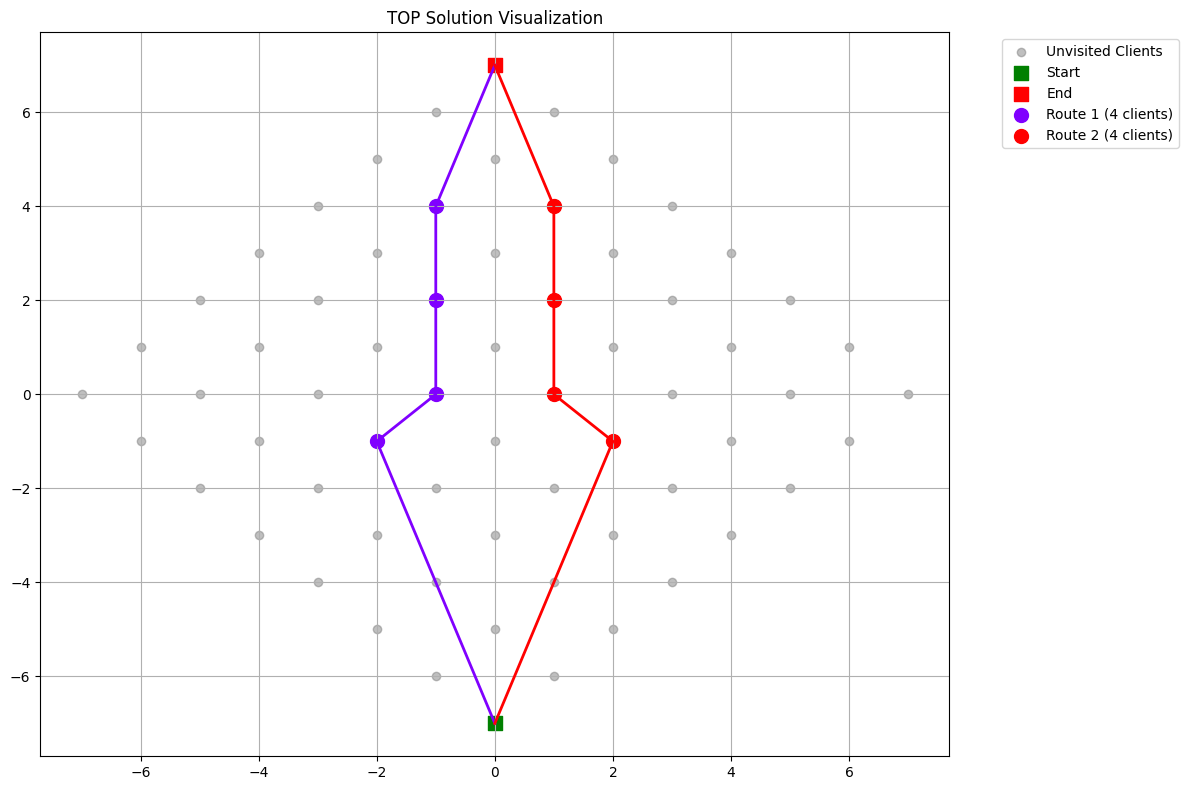 TOP Solution Visualization
Unvisited Clients
Start
End
Route 1 (4 clients)
Route 2 (4 clients)
6
4
2
0
−2
−4
−6
−6 −4 −2 0 2 4 6